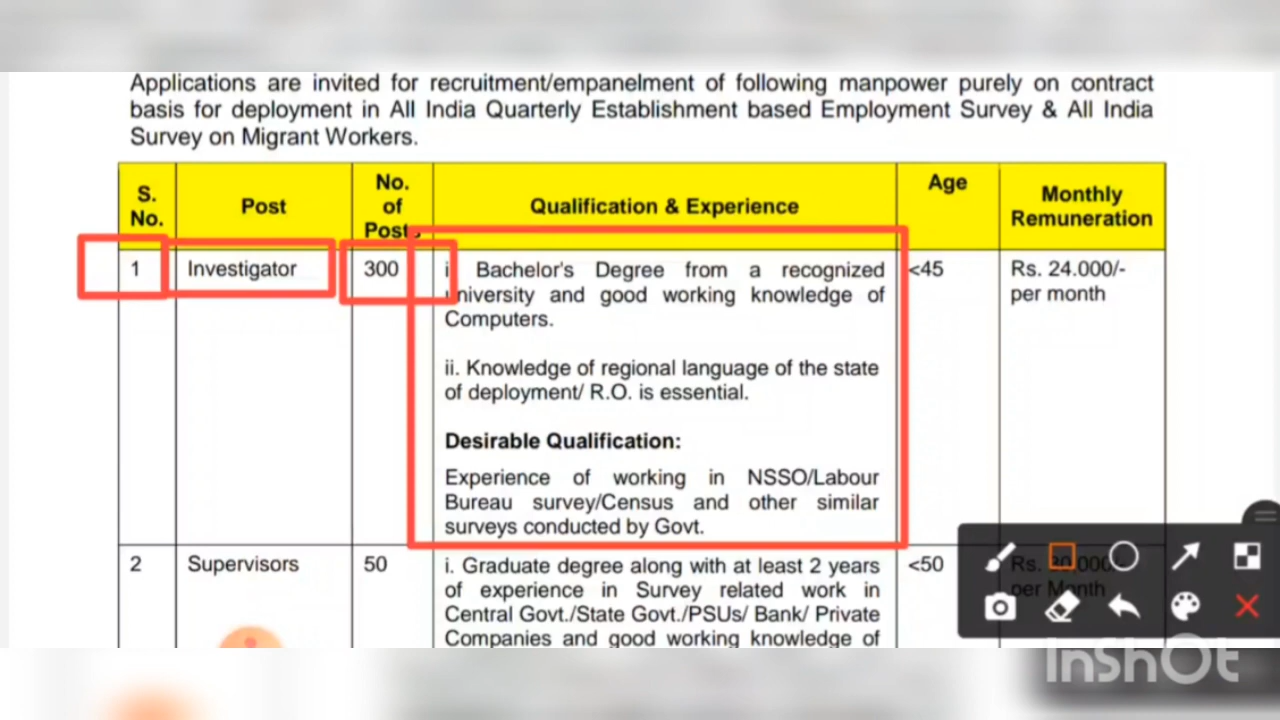 Applications are invited for recruitment/empanelment of following manpower purely on contract
basis for deployment in All India Quarterly Establishment based Employment Survey & All India
Survey on Migrant Workers.
S. No. Post No. of Posts Qualification & Experience Age Monthly Remuneration
1 Investigator 300 i. Bachelor's Degree from a recognized <45 Rs. 24.000/-
university and good working knowledge of per month
Computers.
ii. Knowledge of regional language of the state
of deployment/ R.O. is essential.
Desirable Qualification:
Experience of working in NSSO/Labour
Bureau survey/Census and other similar
surveys conducted by Govt.
2 Supervisors 50 i. Graduate degree along with at least 2 years <50 Rs.
of experience in Survey related work in per Month
Central Govt./State Govt./PSUs/ Bank/ Private
Companies and good working knowledge of
InShOt